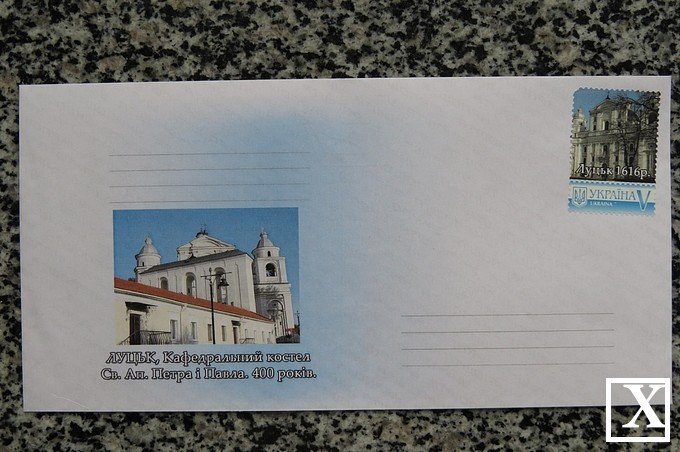 Луцьк 1616р.
УКРАЇНА V
UKRAINA
ЛУЦЬК, Кафедральний костел
Св. Ап. Петра і Павла. 400 років.
X